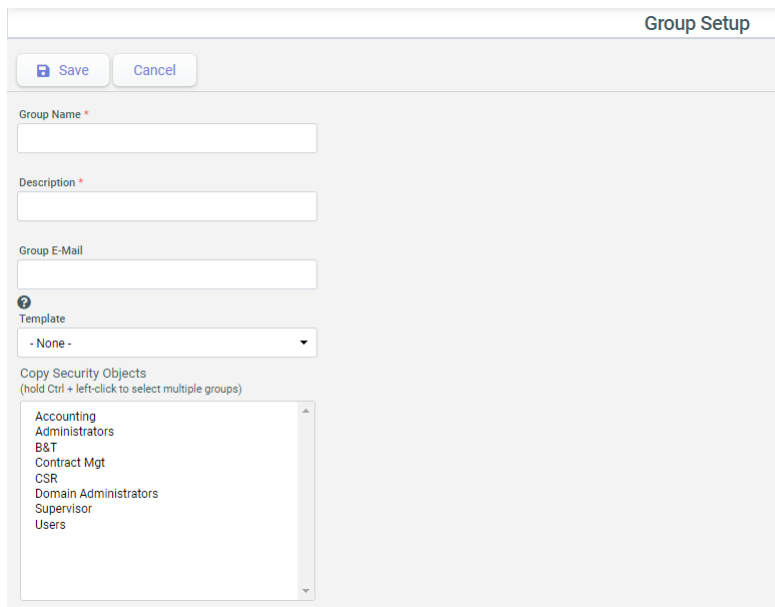 Group Setup
Save
Cancel
Group Name *
Description *
Group E-Mail
?
Template
- None -
Copy Security Objects
(hold Ctrl + left-click to select multiple groups)
Accounting
Administrators
B&T
Contract Mgt
CSR
Domain Administrators
Supervisor
Users